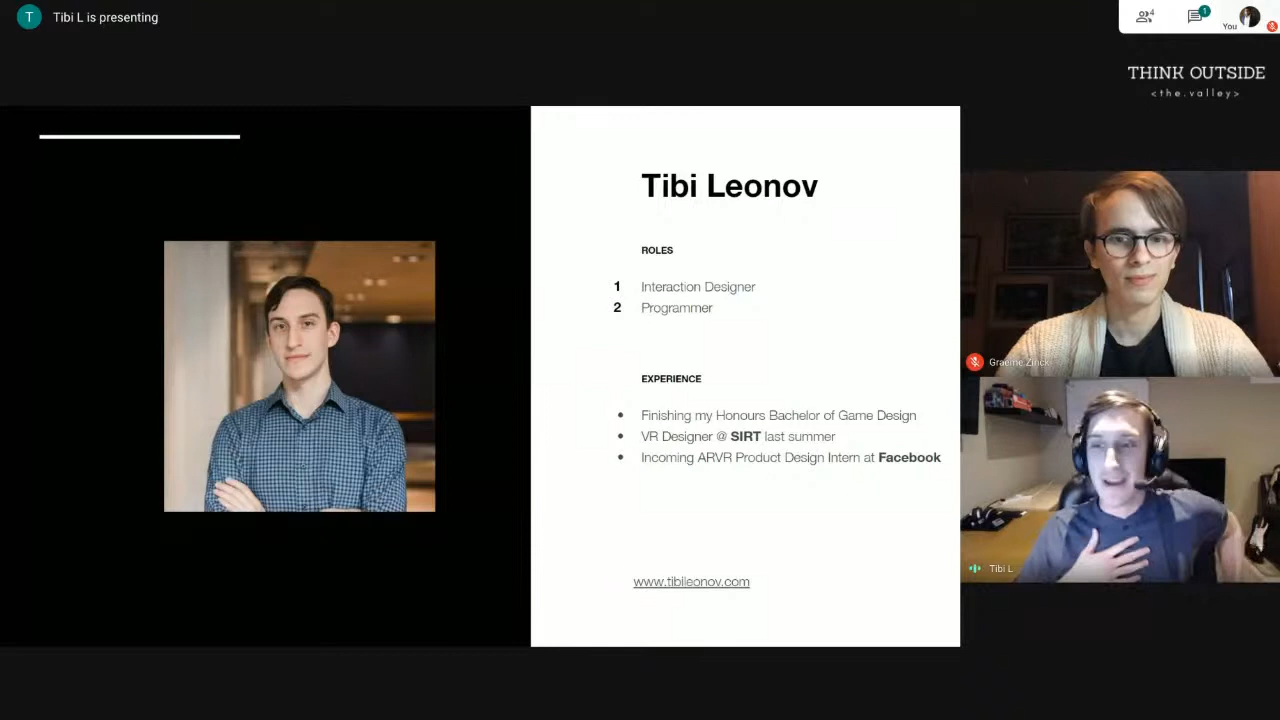 T
Tibi L is presenting
4
1
You
THINK OUTSIDE
<the.valley>
Tibi Leonov
ROLES
1 Interaction Designer
2 Programmer
EXPERIENCE
• Finishing my Honours Bachelor of Game Design
• VR Designer @ SIRT last summer
• Incoming ARVR Product Design Intern at Facebook
www.tibileonov.com
Graeme Zinck
Tibi L